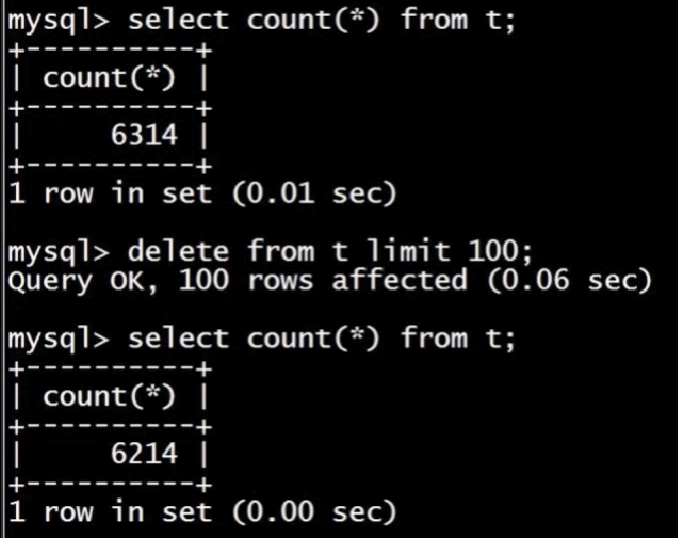 mysql> select count(*) from t;
+----------+
| count(*) |
+----------+
|     6314 |
+----------+
1 row in set (0.01 sec)
mysql> delete from t limit 100;
Query OK, 100 rows affected (0.06 sec)
mysql> select count(*) from t;
+----------+
| count(*) |
+----------+
|     6214 |
+----------+
1 row in set (0.00 sec)